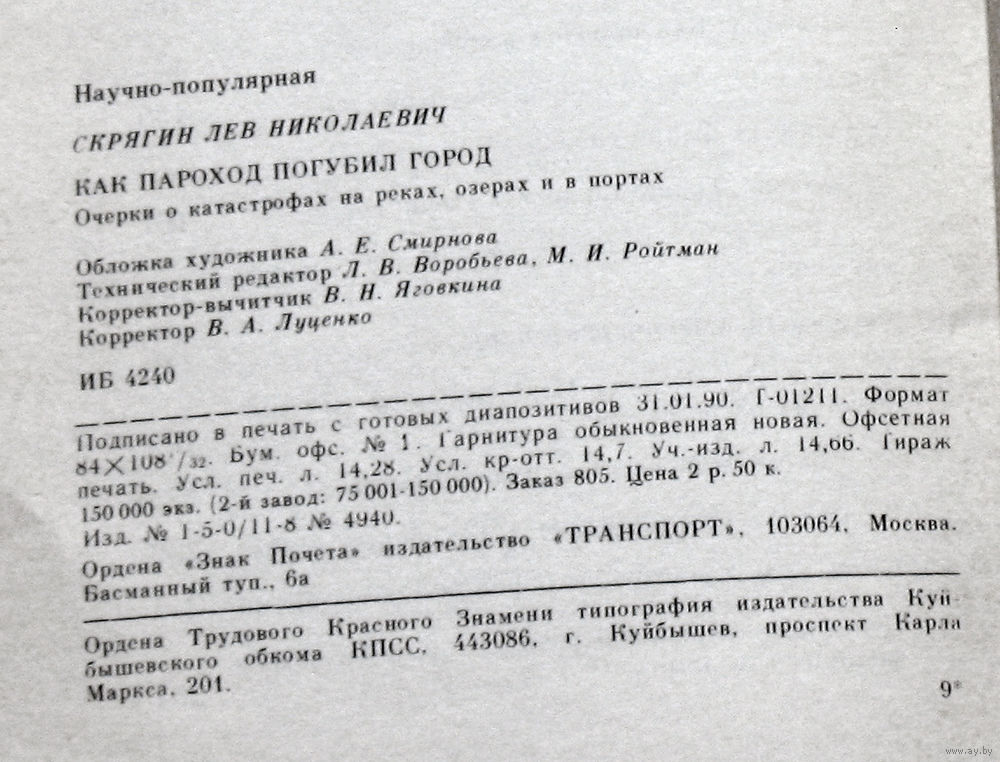 Научно-популярная
СКРЯГИН ЛЕВ НИКОЛАЕВИЧ
КАК ПАРОХОД ПОГУБИЛ ГОРОД
Очерки о катастрофах на реках, озерах и в портах
Обложка художника А. Е. Смирнова
Технический редактор Л. В. Воробьева, М. И. Ройтман
Корректор-вычитчик В. Н. Яговкина
Корректор В. А. Луценко
ИБ 4240
Подписано в печать с готовых диапозитивов 31.01.90. Т-01211. Формат
84×108¹/32. Бум. офс. № 1. Гарнитура обыкновенная новая. Офсетная
печать. Усл. печ. л. 14,28. Усл. кр-отт. 14,7. Уч.-изд. л. 14,66. Тираж
150 000 экз. (2-й завод: 75 001-150 000). Заказ 805. Цена 2 р. 50 к.
Изд. № 1-5-0/11-8 № 4940.
Ордена «Знак Почета» издательство «ТРАНСПОРТ», 103064, Москва.
Басманный туп., 6а
Ордена Трудового Красного Знамени типография издательства Куй-
бышевского обкома КПСС, 443086, г. Куйбышев, проспект Карла
Маркса, 201.
9*
www.ay.by